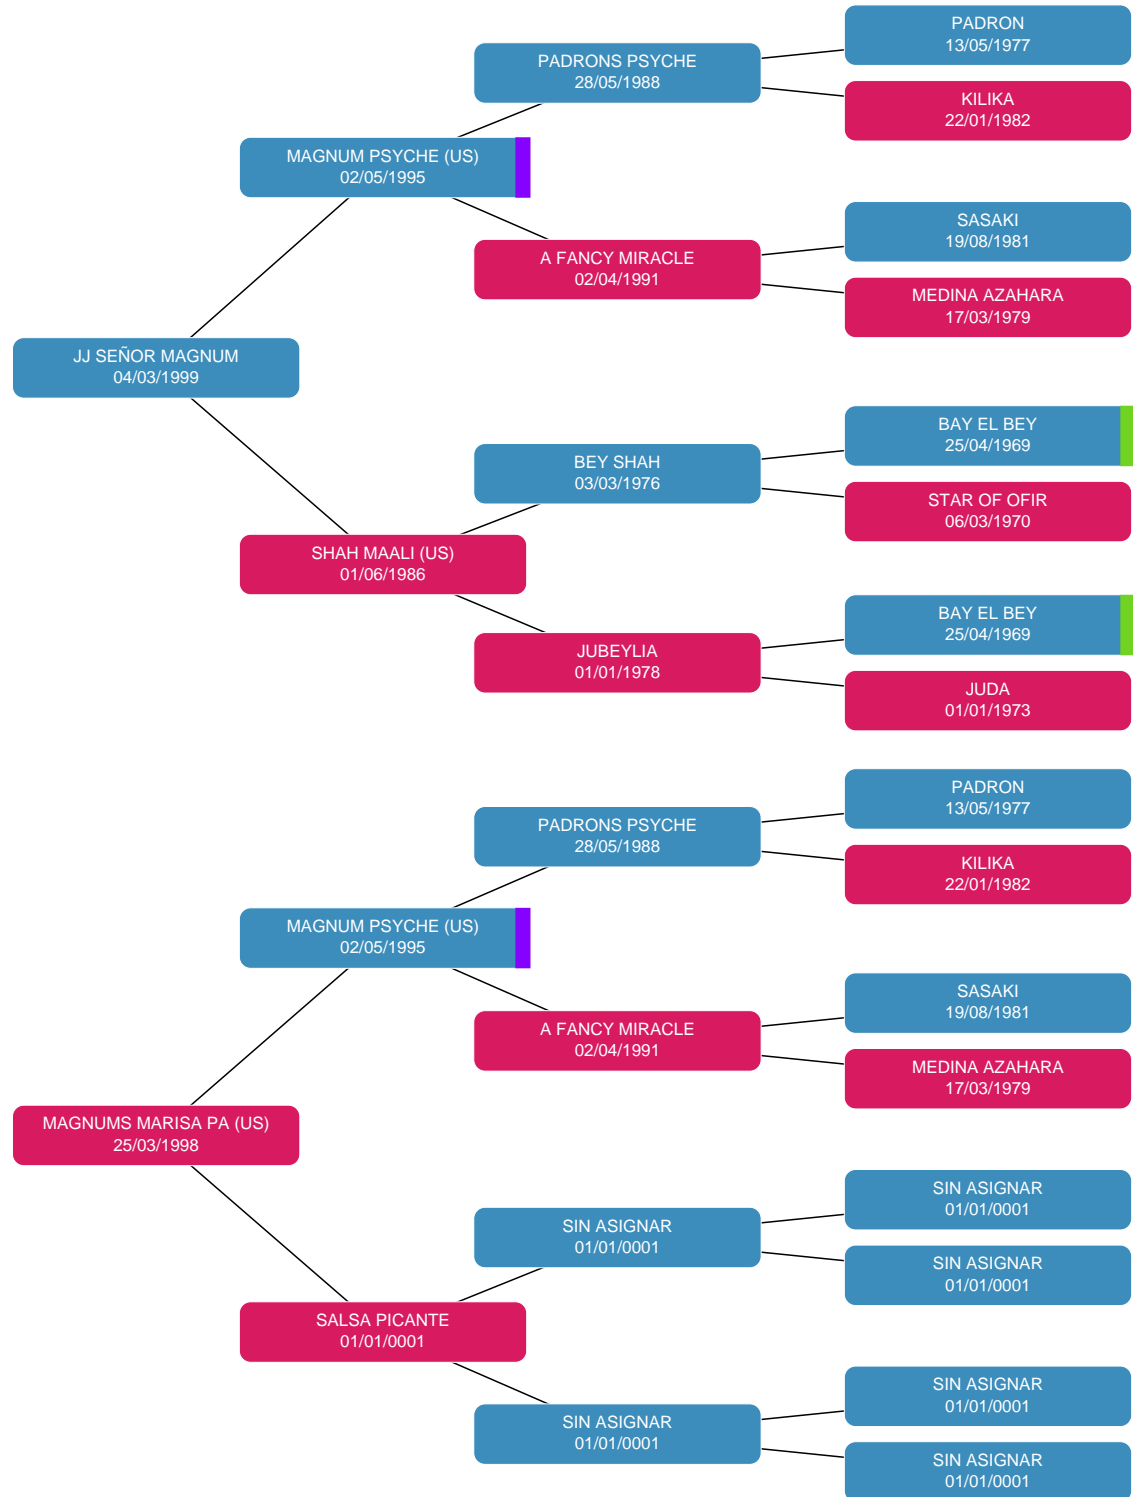 PADRON
13/05/1977
PADRONS PSYCHE
28/05/1988
KILIKA
22/01/1982
MAGNUM PSYCHE (US)
02/05/1995
SASAKI
19/08/1981
A FANCY MIRACLE
02/04/1991
MEDINA AZAHARA
17/03/1979
JJ SEÑOR MAGNUM
04/03/1999
BAY EL BEY
25/04/1969
BEY SHAH
03/03/1976
STAR OF OFIR
06/03/1970
SHAH MAALI (US)
01/06/1986
BAY EL BEY
25/04/1969
JUBEYLIA
01/01/1978
JUDA
01/01/1973
PADRON
13/05/1977
PADRONS PSYCHE
28/05/1988
KILIKA
22/01/1982
MAGNUM PSYCHE (US)
02/05/1995
SASAKI
19/08/1981
A FANCY MIRACLE
02/04/1991
MEDINA AZAHARA
17/03/1979
MAGNUMS MARISA PA (US)
25/03/1998
SIN ASIGNAR
01/01/0001
SIN ASIGNAR
01/01/0001
SIN ASIGNAR
01/01/0001
SALSA PICANTE
01/01/0001
SIN ASIGNAR
01/01/0001
SIN ASIGNAR
01/01/0001
SIN ASIGNAR
01/01/0001